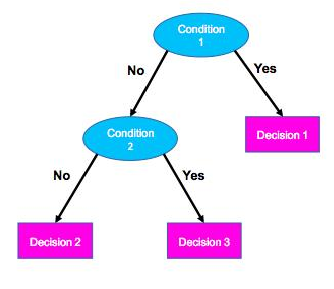 Condition
1
No
Yes
Condition
2
Decision 1
No
Yes
Decision 2
Decision 3